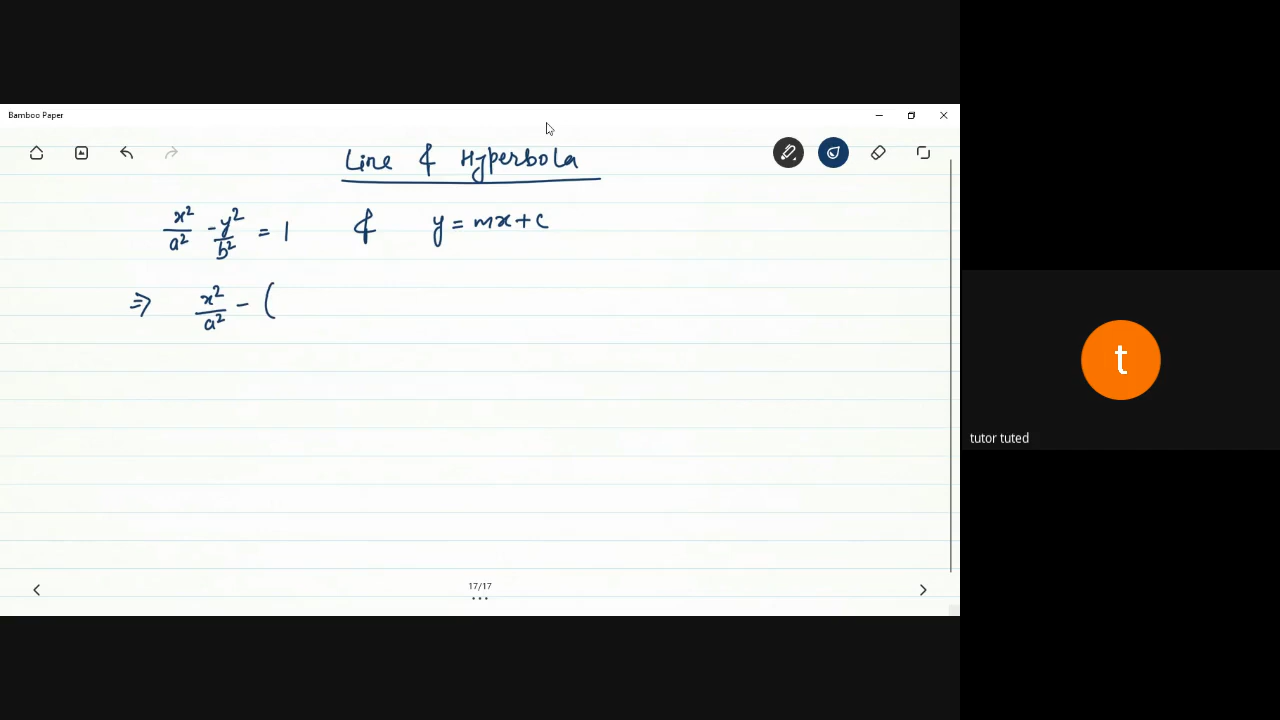 Bamboo Paper
Line & Hyperbola
x²/a² - y²/b² = 1 & y = mx + c
⇒ x²/a² - (
t
tutor tuted
17/17